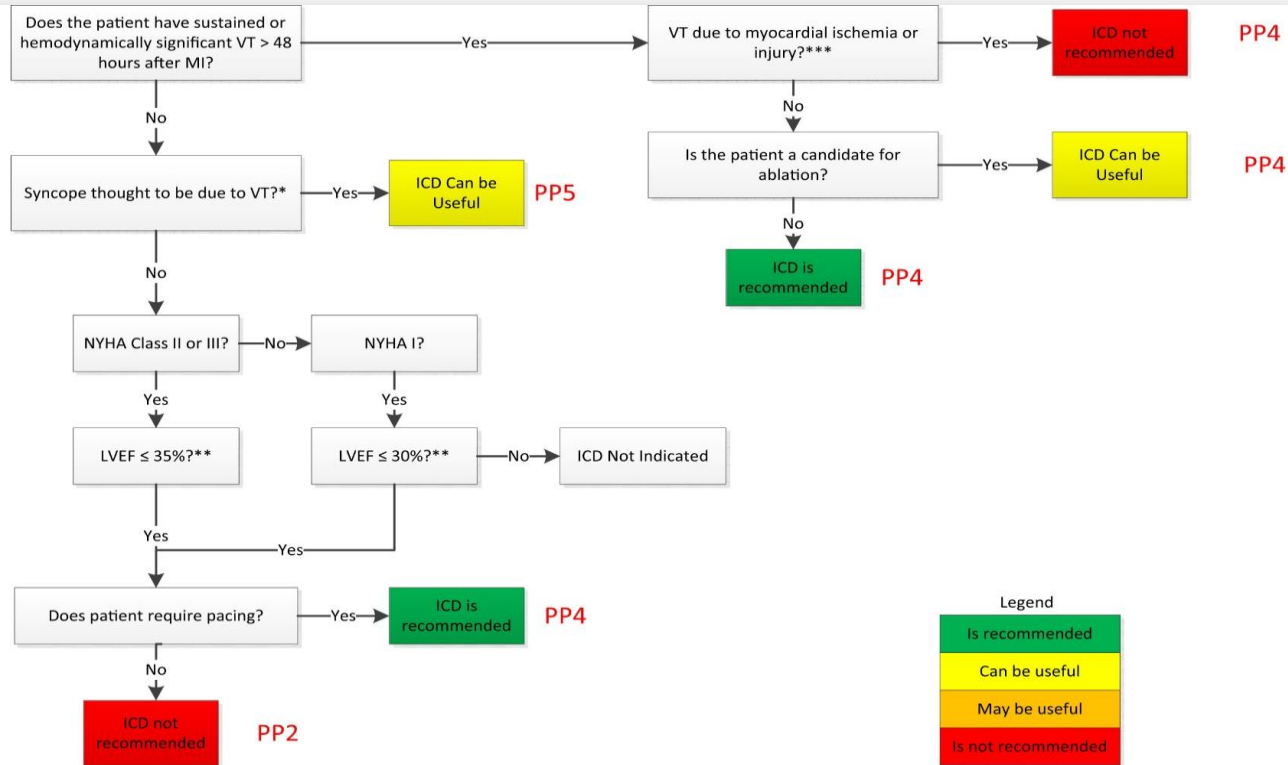 Does the patient have sustained or
hemodynamically significant VT > 48
hours after MI?
Yes
VT due to myocardial ischemia or
injury?***
Yes
ICD not
recommended
PP4
No
No
Syncope thought to be due to VT?*
Yes
ICD Can be
Useful
PP5
Is the patient a candidate for
ablation?
Yes
ICD Can be
Useful
PP4
No
No
ICD is
recommended
PP4
NYHA Class II or III?
No
NYHA I?
Yes
Yes
LVEF ≤ 35%?**
LVEF ≤ 30%?**
No
ICD Not Indicated
Yes
Yes
Does patient require pacing?
Yes
ICD is
recommended
PP4
No
ICD not
recommended
PP2
Legend
Is recommended
Can be useful
May be useful
Is not recommended